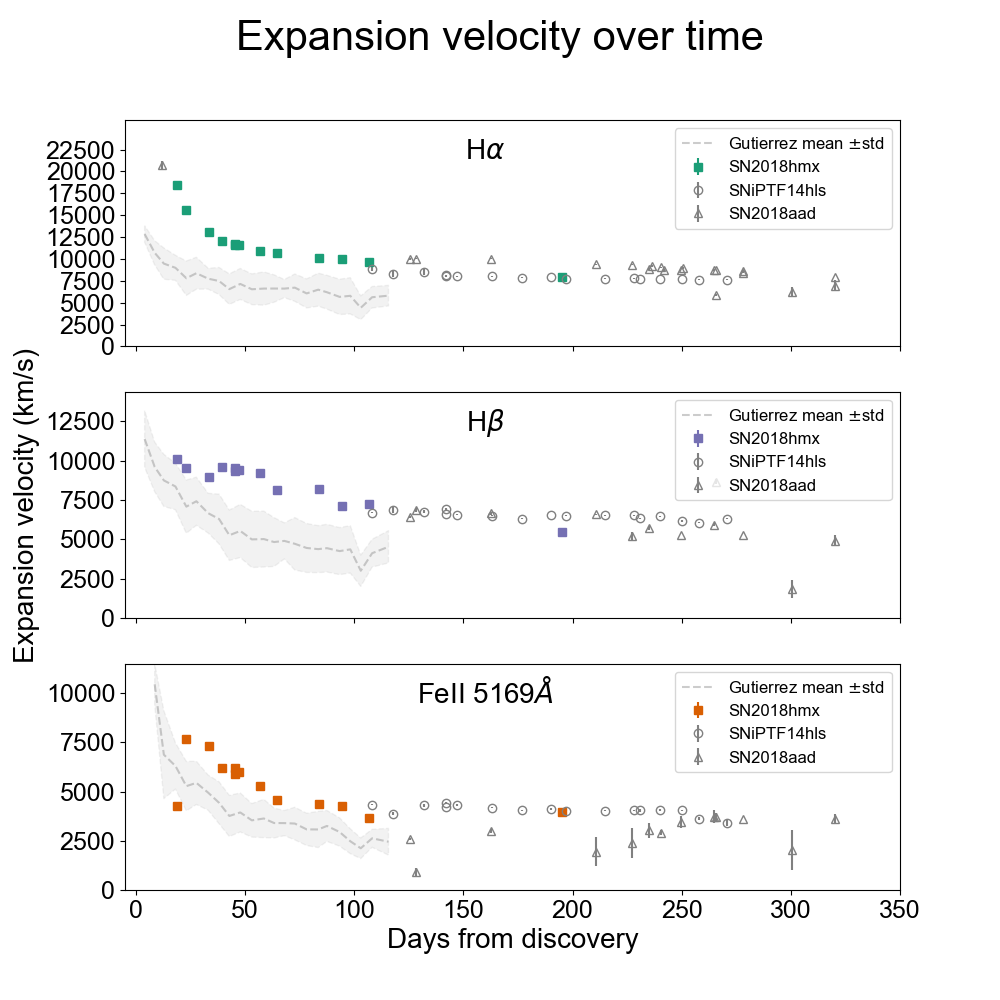 Expansion velocity over time
Expansion velocity (km/s)
Hα
22500
20000
17500
15000
12500
10000
7500
5000
2500
0
Gutierrez mean ±std
SN2018hmx
SNiPTF14hls
SN2018aad
Hβ
12500
10000
7500
5000
2500
0
Gutierrez mean ±std
SN2018hmx
SNiPTF14hls
SN2018aad
FeII 5169Å
10000
7500
5000
2500
0
Gutierrez mean ±std
SN2018hmx
SNiPTF14hls
SN2018aad
0 50 100 150 200 250 300 350
Days from discovery